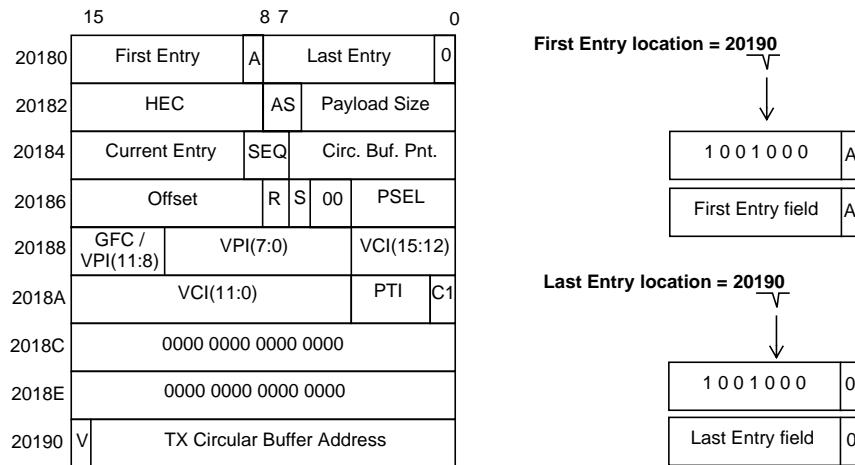 15 8 7 0
20180 First Entry A Last Entry 0
20182 HEC AS Payload Size
20184 Current Entry SEQ Circ. Buf. Pnt.
20186 Offset R S 00 PSEL
20188 GFC / VPI(11:8) VPI(7:0) VCI(15:12)
2018A VCI(11:0) PTI C1
2018C 0000 0000 0000 0000
2018E 0000 0000 0000 0000
20190 V TX Circular Buffer Address
First Entry location = 20190
1 0 0 1 0 0 0 A
First Entry field A
Last Entry location = 20190
1 0 0 1 0 0 0 0
Last Entry field 0